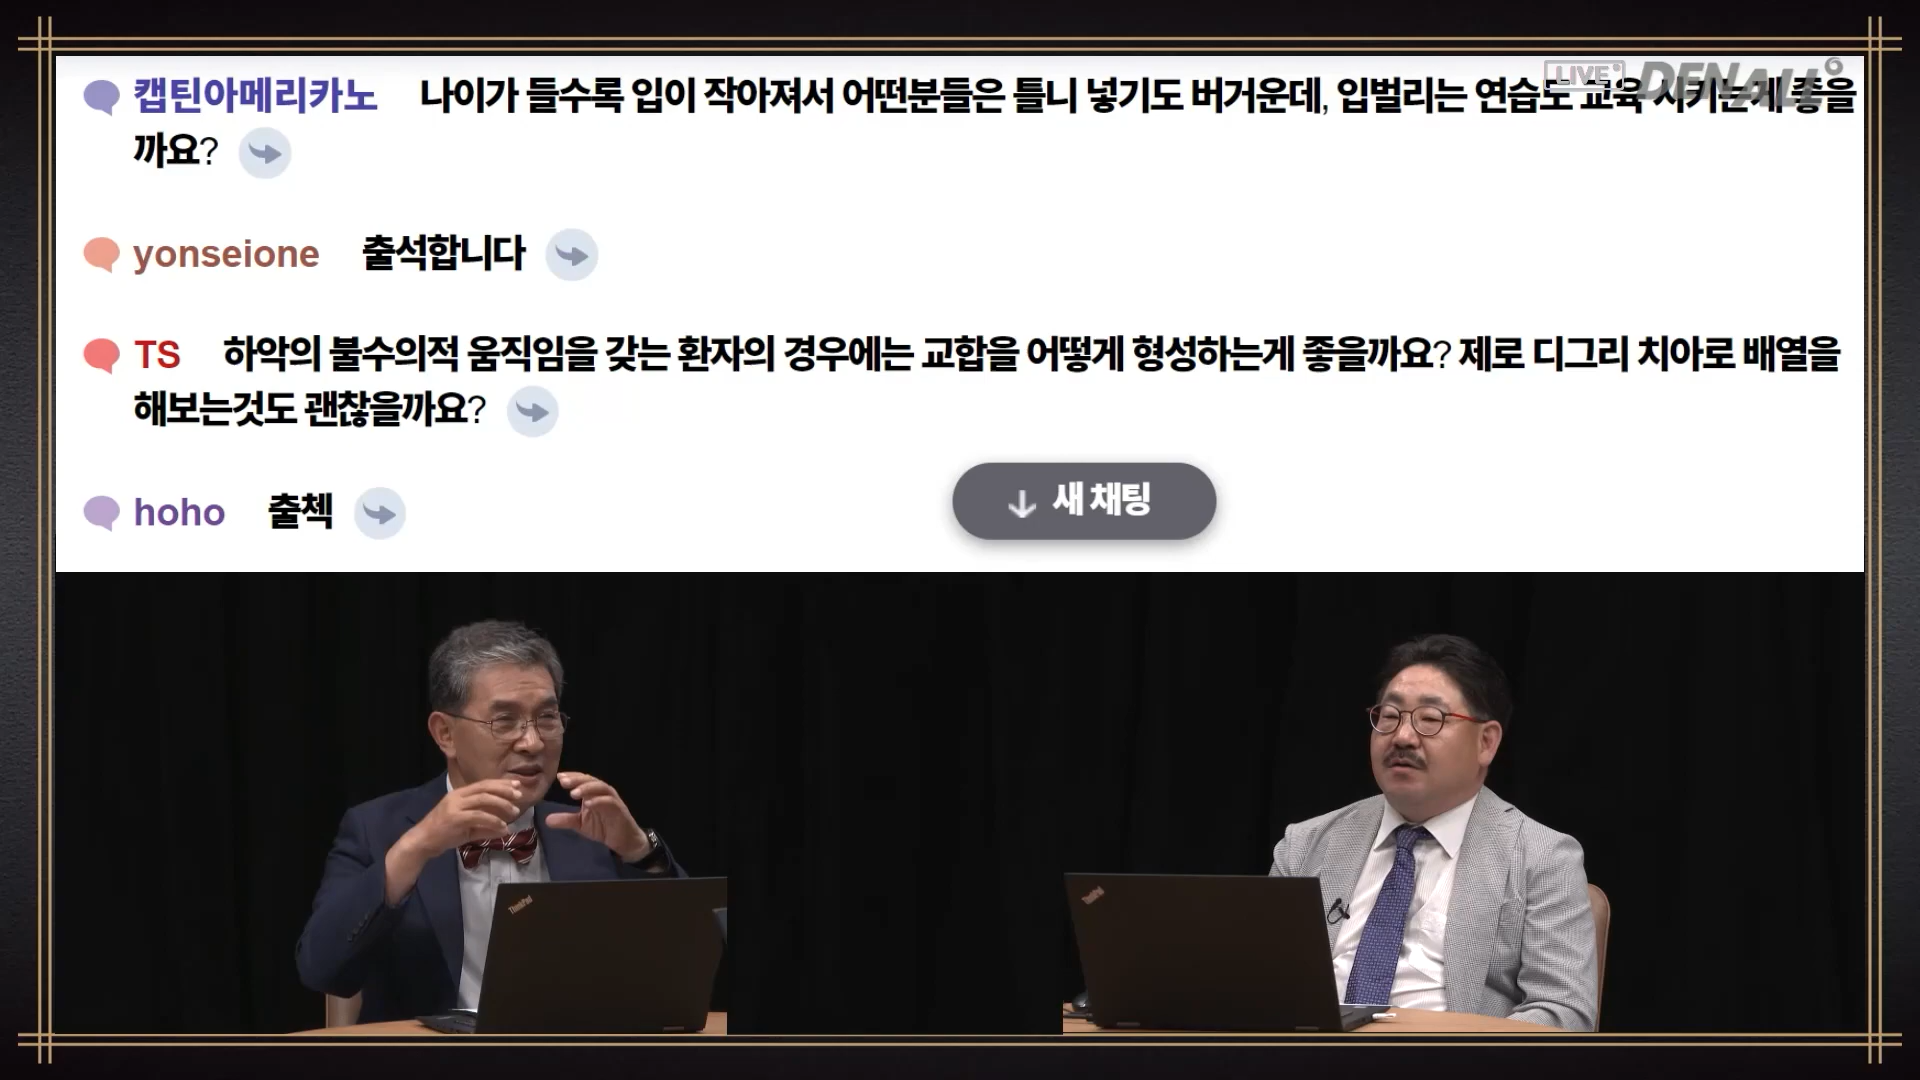 LIVE DENALL
캡틴아메리카노 나이가 들수록 입이 작아져서 어떤분들은 틀니 넣기도 버거운데, 입벌리는 연습도 교육 시키는게 좋을
까요?
yonseione 출석합니다
TS 하악의 불수의적 움직임을 갖는 환자의 경우에는 교합을 어떻게 형성하는게 좋을까요? 제로 디그리 치아로 배열을
해보는것도 괜찮을까요?
hoho 출첵
새 채팅
ThinkPad
ThinkPad